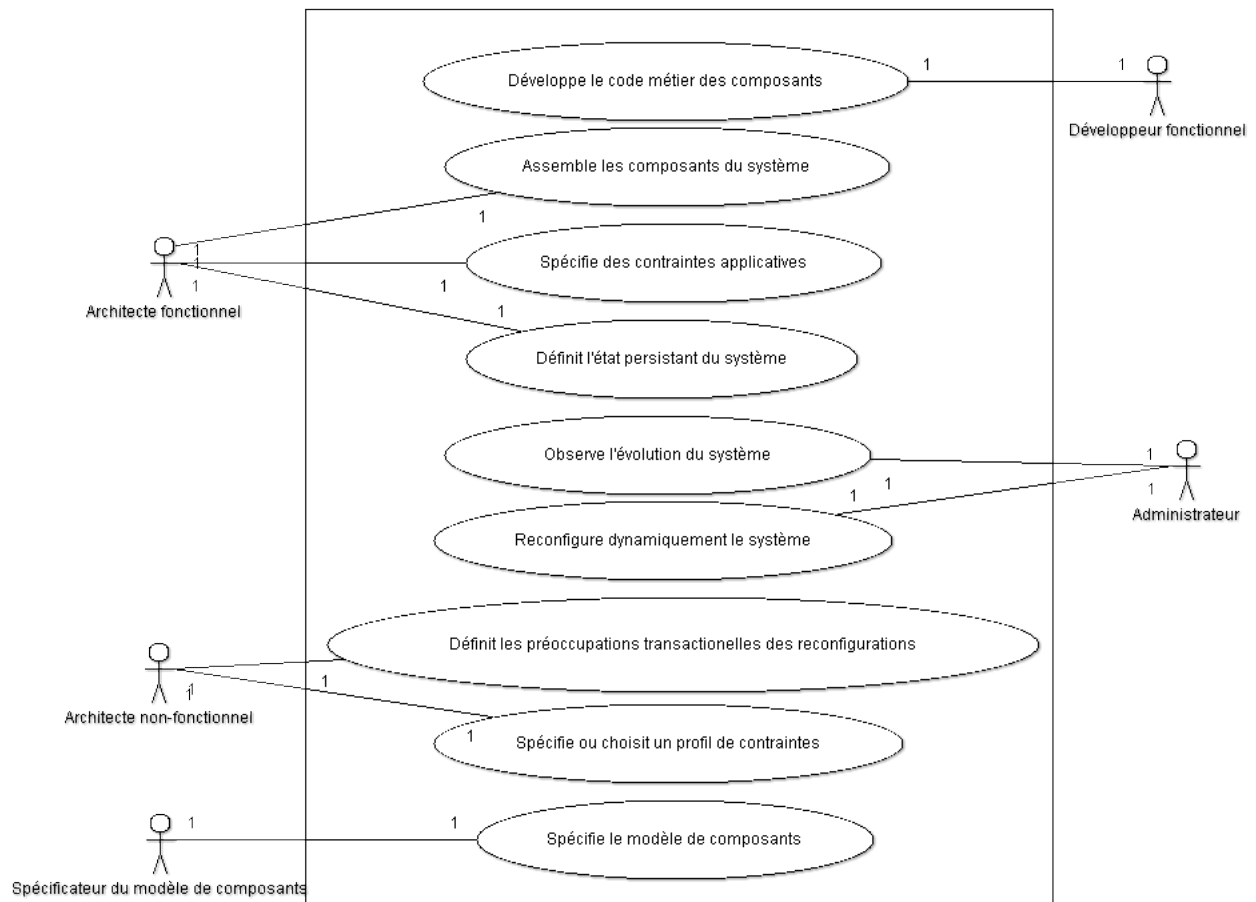 Développe le code métier des composants
1
1
Développeur fonctionnel
Assemble les composants du système
1
1
1
1
Architecte fonctionnel
Spécifie des contraintes applicatives
1
1
Définit l'état persistant du système
Observe l'évolution du système
1
1
1
1
Administrateur
Reconfigure dynamiquement le système
Définit les préoccupations transactionelles des reconfigurations
1
1
1
Architecte non-fonctionnel
1
Spécifie ou choisit un profil de contraintes
1
1
Spécifie le modèle de composants
Spécificateur du modèle de composants